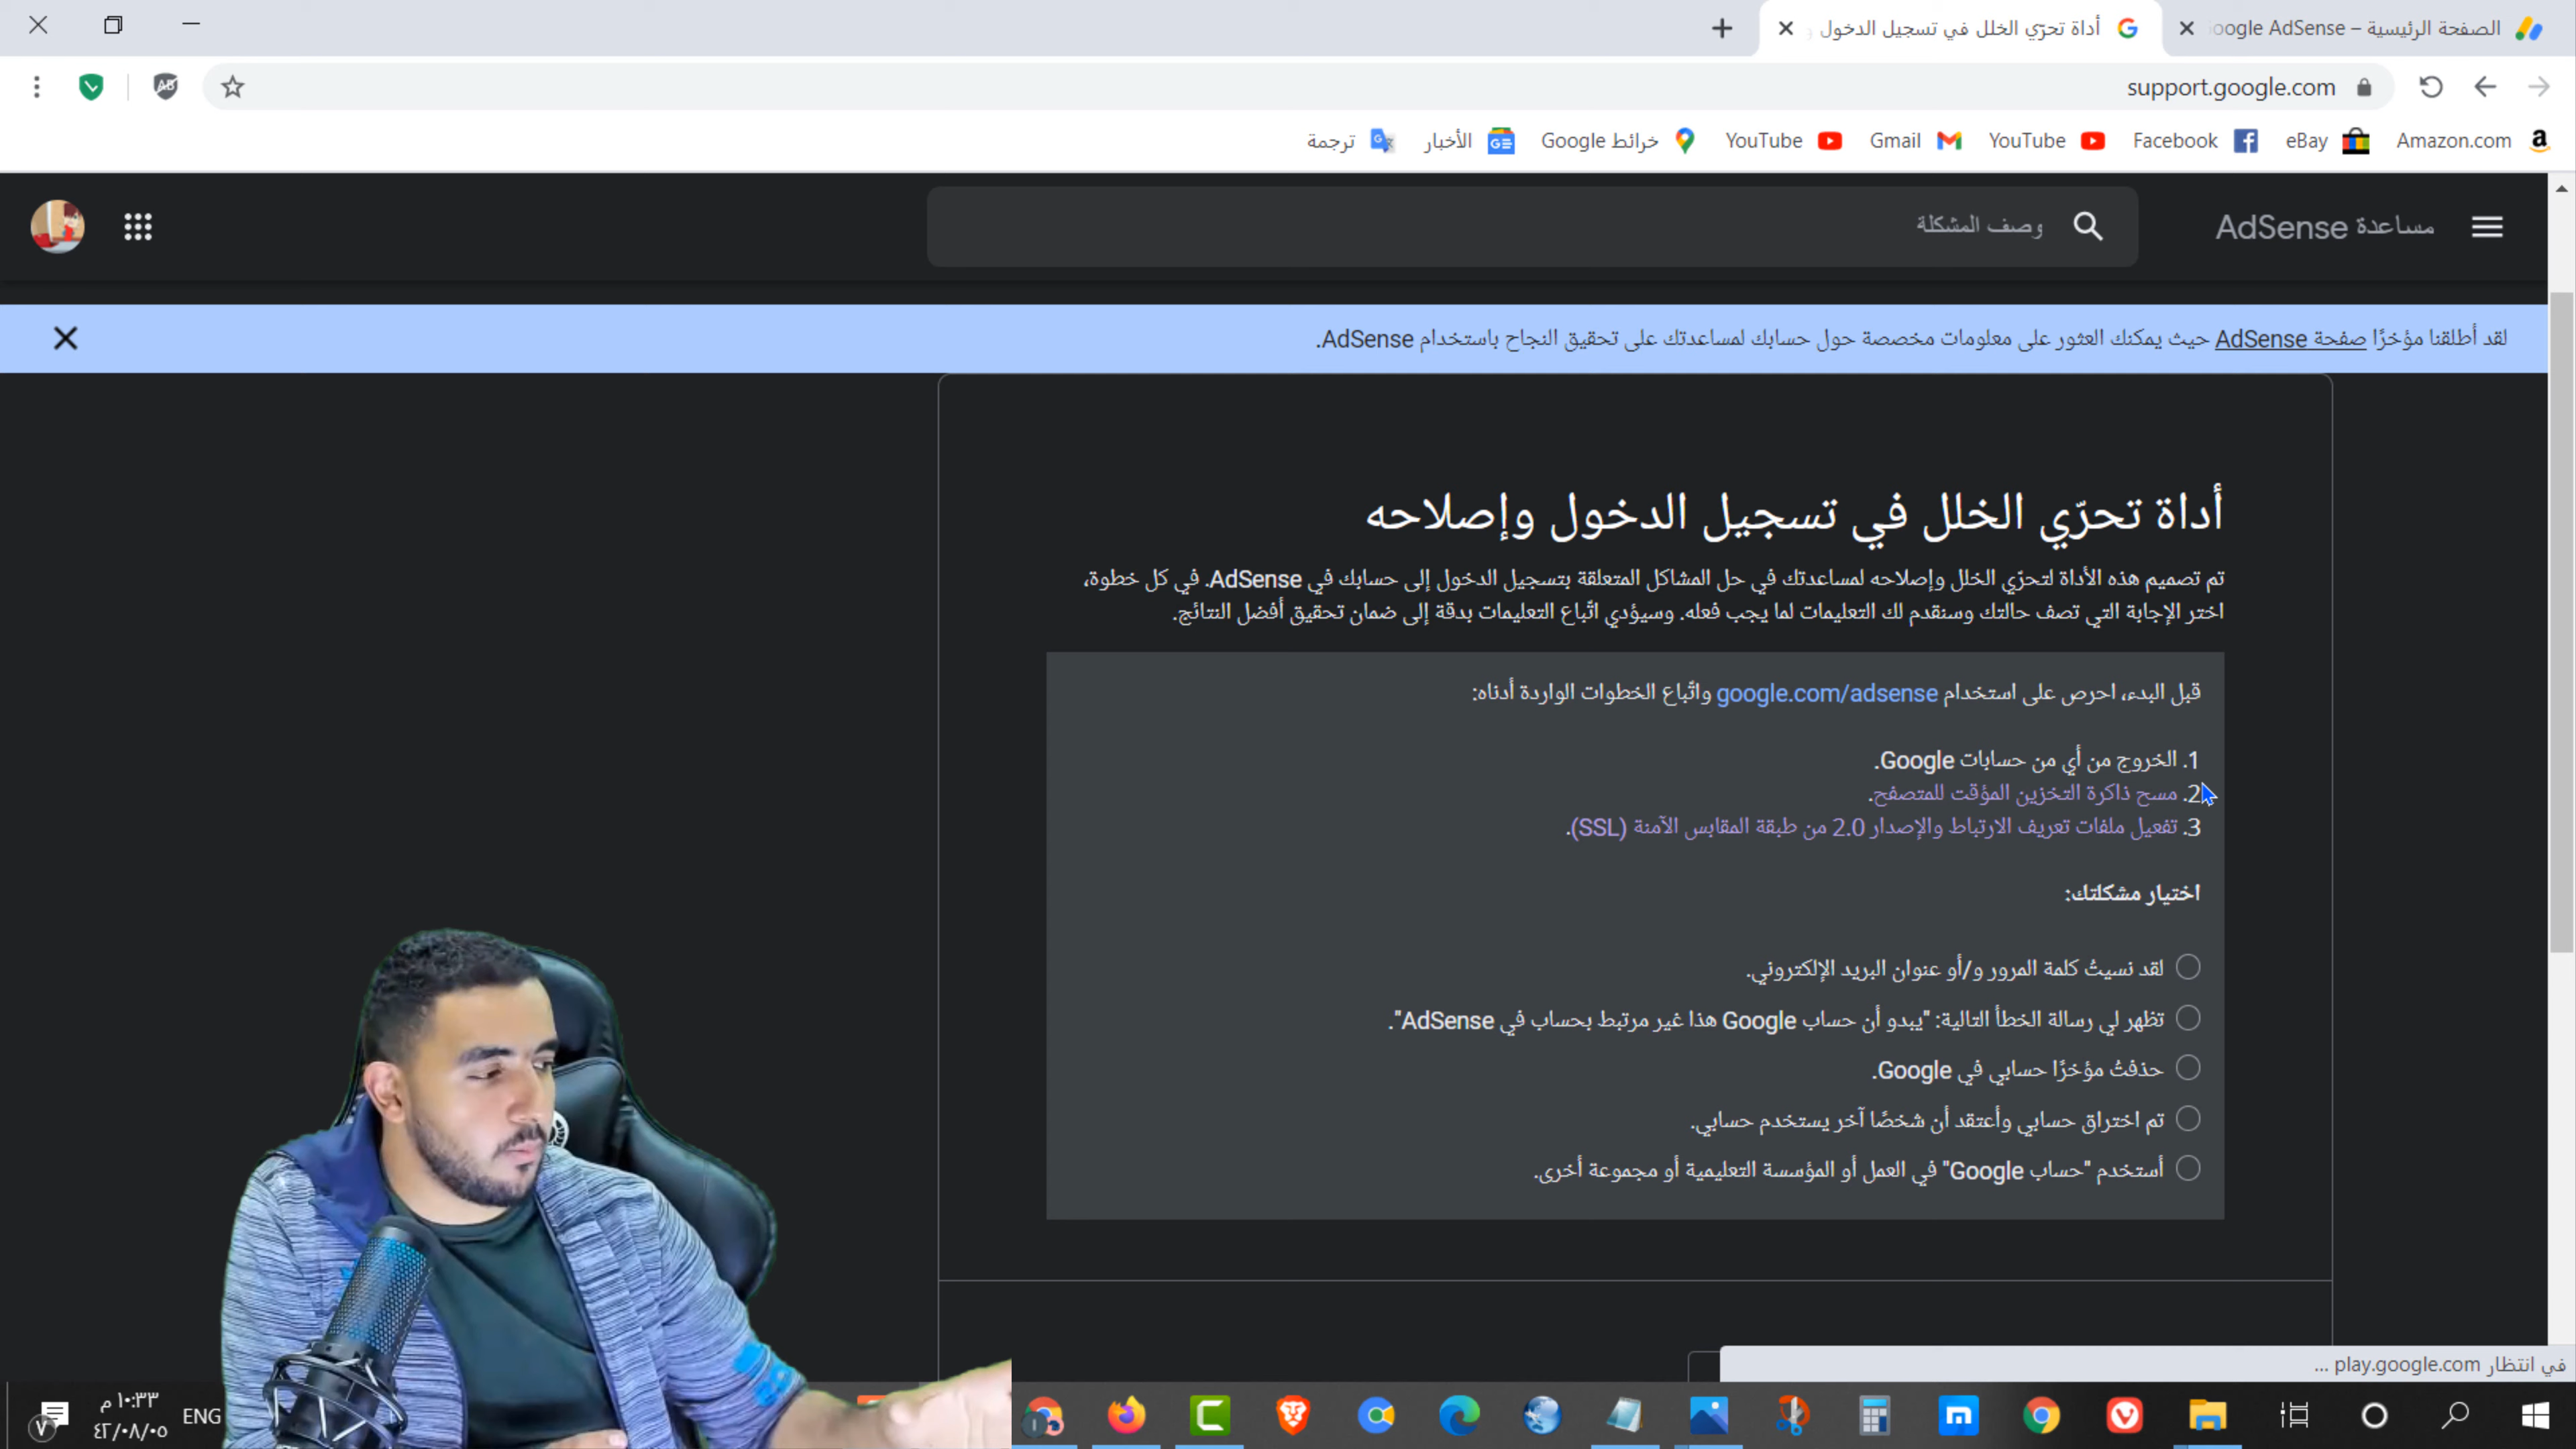 الصفحة الرئيسية – Google AdSense
أداة تحرّي الخلل في تسجيل الدخول و
support.google.com
Amazon.com
eBay
Facebook
YouTube
Gmail
YouTube
خرائط Google
الأخبار
ترجمة
مساعدة AdSense
وصف المشكلة
لقد أطلقنا مؤخرًا صفحة AdSense حيث يمكنك العثور على معلومات مخصصة حول حسابك لمساعدتك على تحقيق النجاح باستخدام AdSense.
أداة تحرّي الخلل في تسجيل الدخول وإصلاحه
تم تصميم هذه الأداة لتحرّي الخلل وإصلاحه لمساعدتك في حل المشاكل المتعلقة بتسجيل الدخول إلى حسابك في AdSense. في كل خطوة،
اختر الإجابة التي تصف حالتك وسنقدم لك التعليمات لما يجب فعله. وسيؤدي اتّباع التعليمات بدقة إلى ضمان تحقيق أفضل النتائج.
قبل البدء، احرص على استخدام google.com/adsense واتّباع الخطوات الواردة أدناه:
1. الخروج من أي من حسابات Google.
2. مسح ذاكرة التخزين المؤقت للمتصفح.
3. تفعيل ملفات تعريف الارتباط والإصدار 2.0 من طبقة المقابس الآمنة (SSL).
اختيار مشكلتك:
لقد نسيتُ كلمة المرور و/أو عنوان البريد الإلكتروني.
تظهر لي رسالة الخطأ التالية: "يبدو أن حساب Google هذا غير مرتبط بحساب في AdSense".
حذفتُ مؤخرًا حسابي في Google.
تم اختراق حسابي وأعتقد أن شخصًا آخر يستخدم حسابي.
أستخدم "حساب Google" في العمل أو المؤسسة التعليمية أو مجموعة أخرى.
في انتظار play.google.com ...
ENG
١٠:٣٣ م
٤٢/٠٨/٠٥
٧